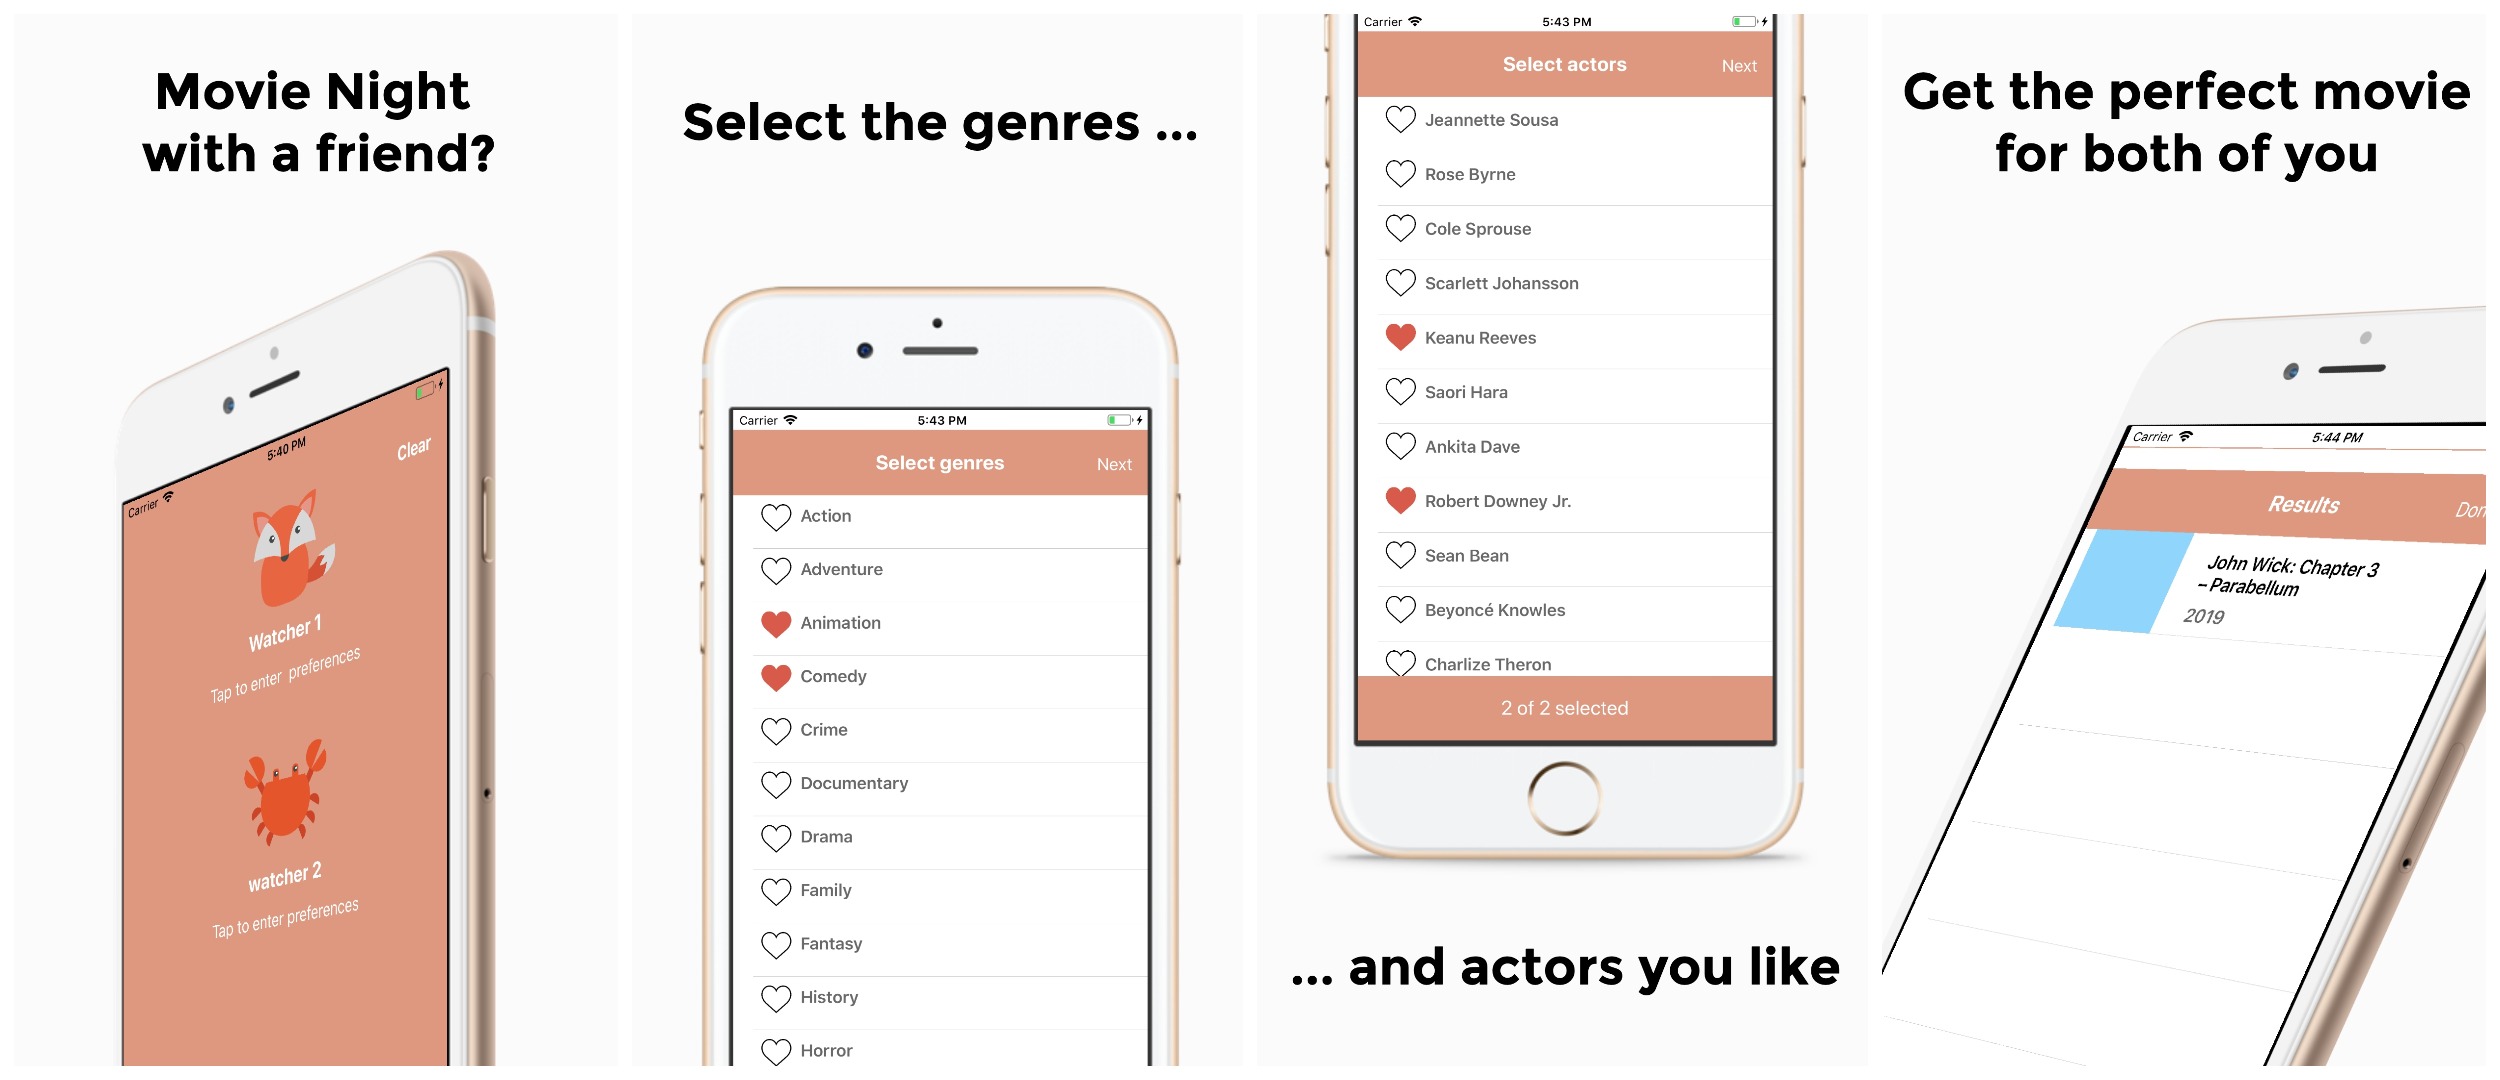 Movie Night
with a friend?
Carrier
5:40 PM
Clear
Watcher 1
Tap to enter preferences
watcher 2
Tap to enter preferences
Select the genres ...
Carrier
5:43 PM
Select genres
Next
Action
Adventure
Animation
Comedy
Crime
Documentary
Drama
Family
Fantasy
History
Horror
Carrier
5:43 PM
Select actors
Next
Jeannette Sousa
Rose Byrne
Cole Sprouse
Scarlett Johansson
Keanu Reeves
Saori Hara
Ankita Dave
Robert Downey Jr.
Sean Bean
Beyoncé Knowles
Charlize Theron
2 of 2 selected
... and actors you like
Get the perfect movie
for both of you
Carrier
5:44 PM
Results
Don
John Wick: Chapter 3
– Parabellum
2019